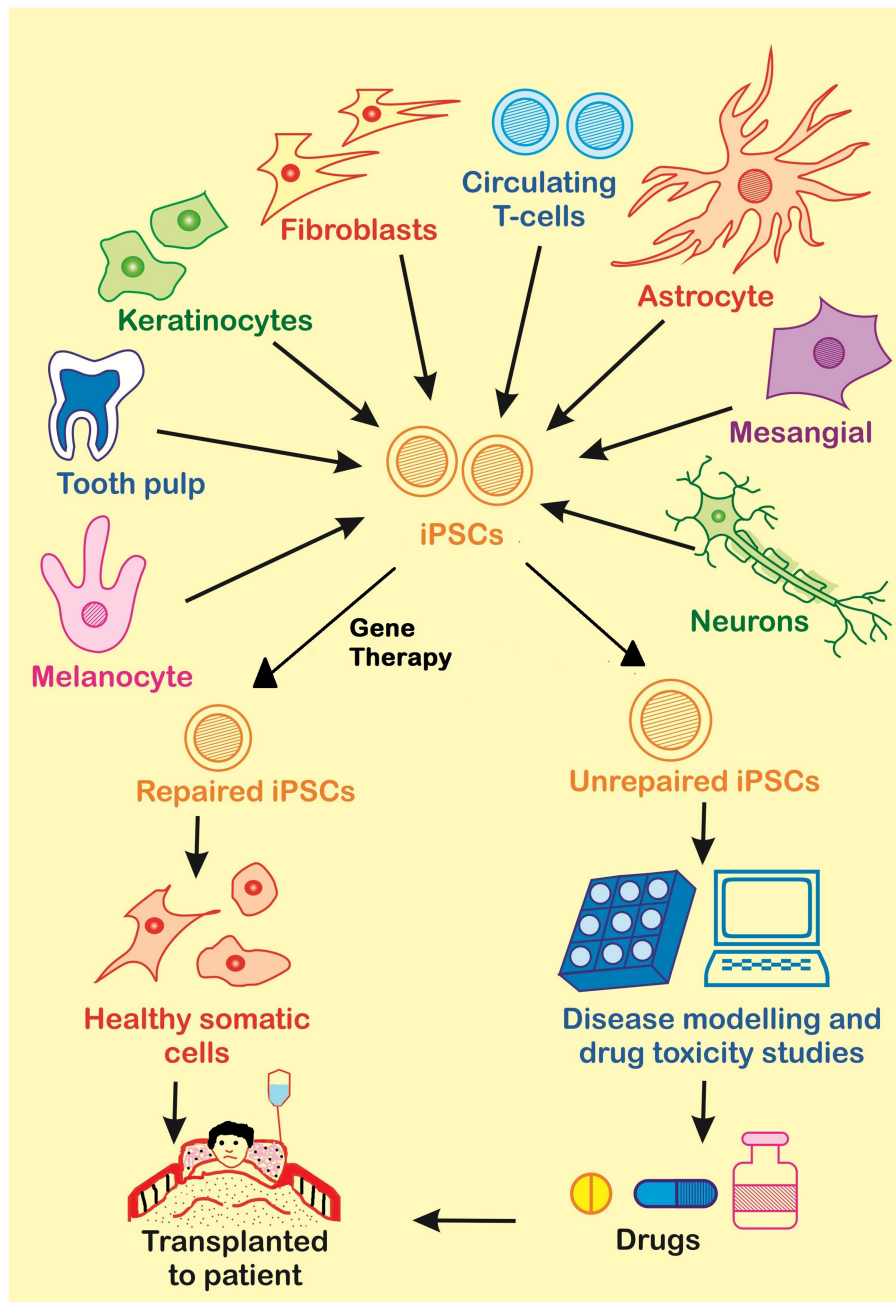 Circulating
T-cells
Fibroblasts
Astrocyte
Keratinocytes
Mesangial
Tooth pulp
iPSCs
Neurons
Gene
Therapy
Melanocyte
Repaired iPSCs
Unrepaired iPSCs
Healthy somatic
cells
Disease modelling and
drug toxicity studies
Transplanted
to patient
Drugs